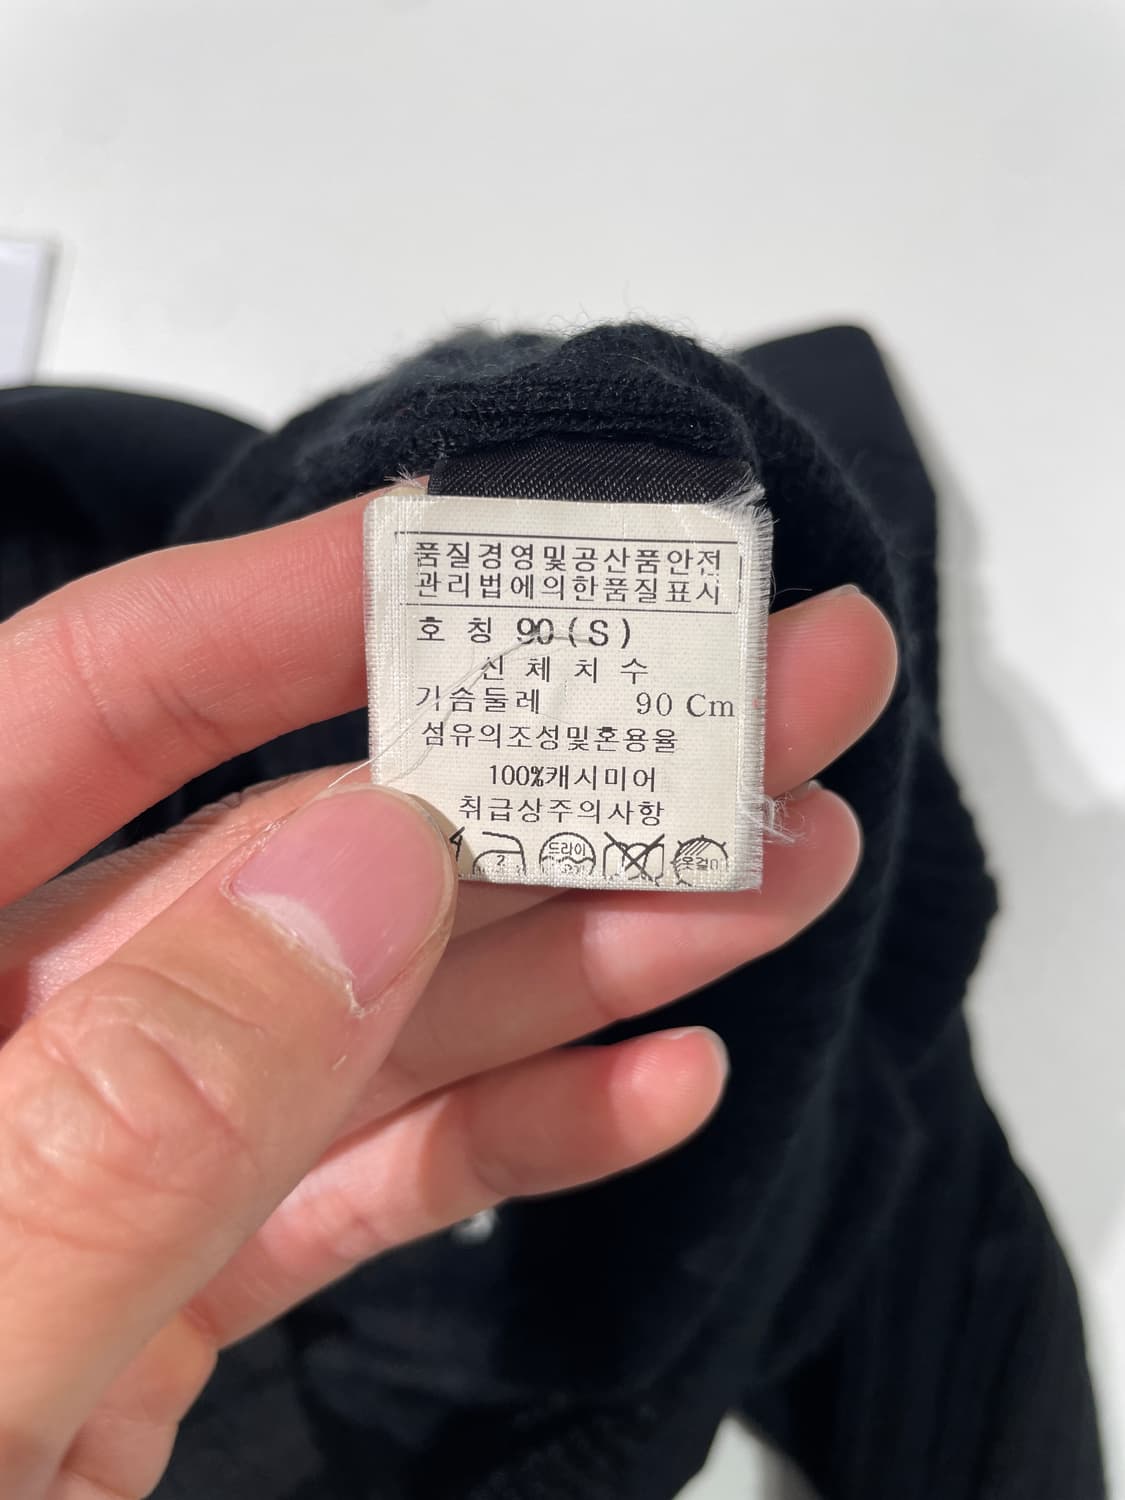 품질경영및공산품안전
관리법에의한품질표시
호 칭 90 (S)
신 체 치 수
가슴둘레 90 Cm
섬유의조성및혼용율
100%캐시미어
취급상주의사항
4 2 드라이